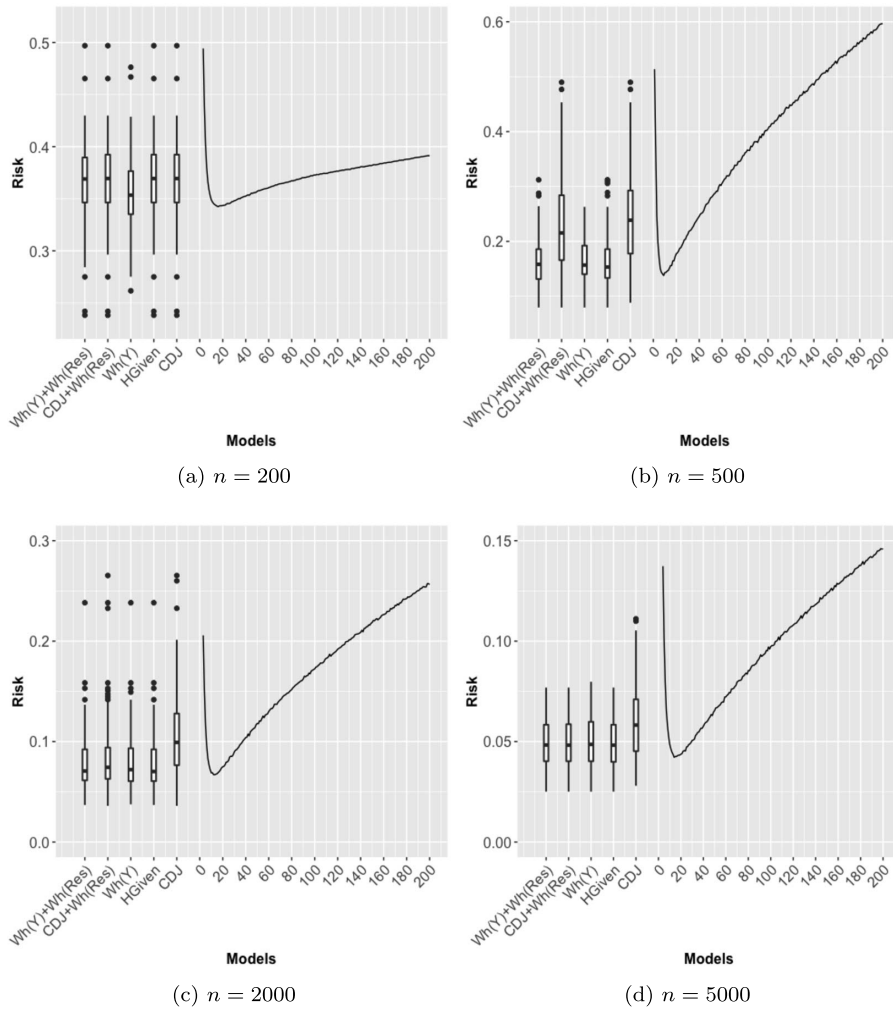 0.5
0.4
0.3
Risk
Wh(Y)+Wh(Res) CDJ+Wh(Res) Wh(Y) HGiven CDJ 0 20 40 60 80 100 120 140 160 180 200
Models
(a) n = 200
0.6
0.4
0.2
Risk
Wh(Y)+Wh(Res) CDJ+Wh(Res) Wh(Y) HGiven CDJ 0 20 40 60 80 100 120 140 160 180 200
Models
(b) n = 500
0.3
0.2
0.1
0.0
Risk
Wh(Y)+Wh(Res) CDJ+Wh(Res) Wh(Y) HGiven CDJ 0 20 40 60 80 100 120 140 160 180 200
Models
(c) n = 2000
0.15
0.10
0.05
0.00
Risk
Wh(Y)+Wh(Res) CDJ+Wh(Res) Wh(Y) HGiven CDJ 0 20 40 60 80 100 120 140 160 180 200
Models
(d) n = 5000